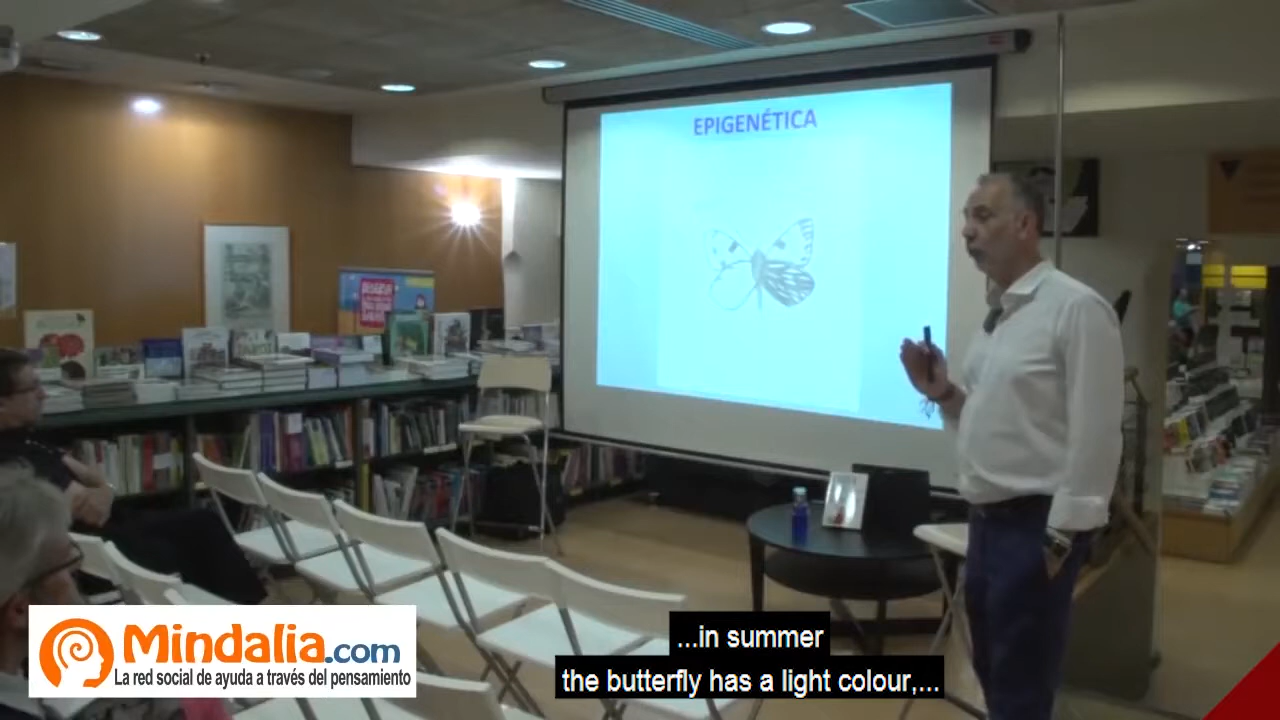 EPIGENÉTICA
Mindalia.com
La red social de ayuda a través del pensamiento
...in summer
the butterfly has a light colour,...